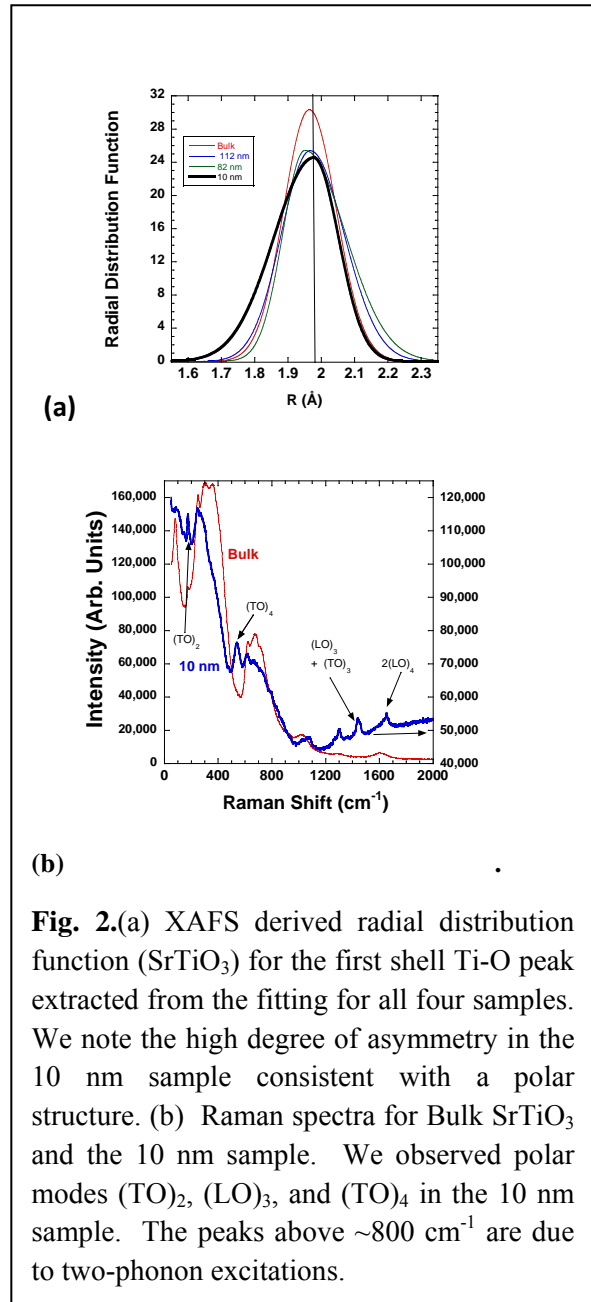 32
28
24
20
16
12
8
4
0
Radial Distribution Function
Bulk
112 nm
82 nm
10 nm
1.6 1.7 1.8 1.9 2 2.1 2.2 2.3
R (Å)
(a)
160,000
140,000
120,000
100,000
80,000
60,000
40,000
20,000
0
Intensity (Arb. Units)
120,000
110,000
100,000
90,000
80,000
70,000
60,000
50,000
40,000
Bulk
(TO)₂
(TO)₄
10 nm
(LO)₃
+ (TO)₃
2(LO)₄
0 400 800 1200 1600 2000
Raman Shift (cm⁻¹)
(b) .
Fig. 2.(a) XAFS derived radial distribution
function (SrTiO₃) for the first shell Ti-O peak
extracted from the fitting for all four samples.
We note the high degree of asymmetry in the
10 nm sample consistent with a polar
structure. (b) Raman spectra for Bulk SrTiO₃
and the 10 nm sample. We observed polar
modes (TO)₂, (LO)₃, and (TO)₄ in the 10 nm
sample. The peaks above ~800 cm⁻¹ are due
to two-phonon excitations.